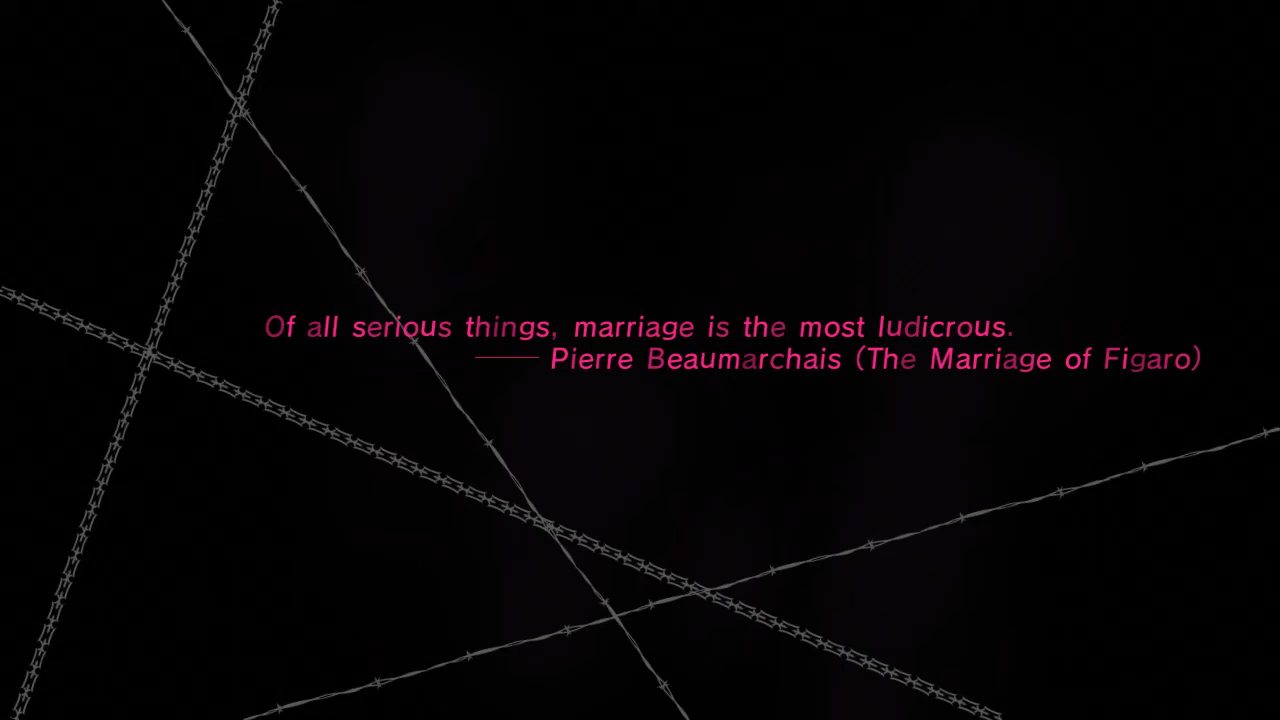 Of all serious things, marriage is the most ludicrous.
—— Pierre Beaumarchais (The Marriage of Figaro)